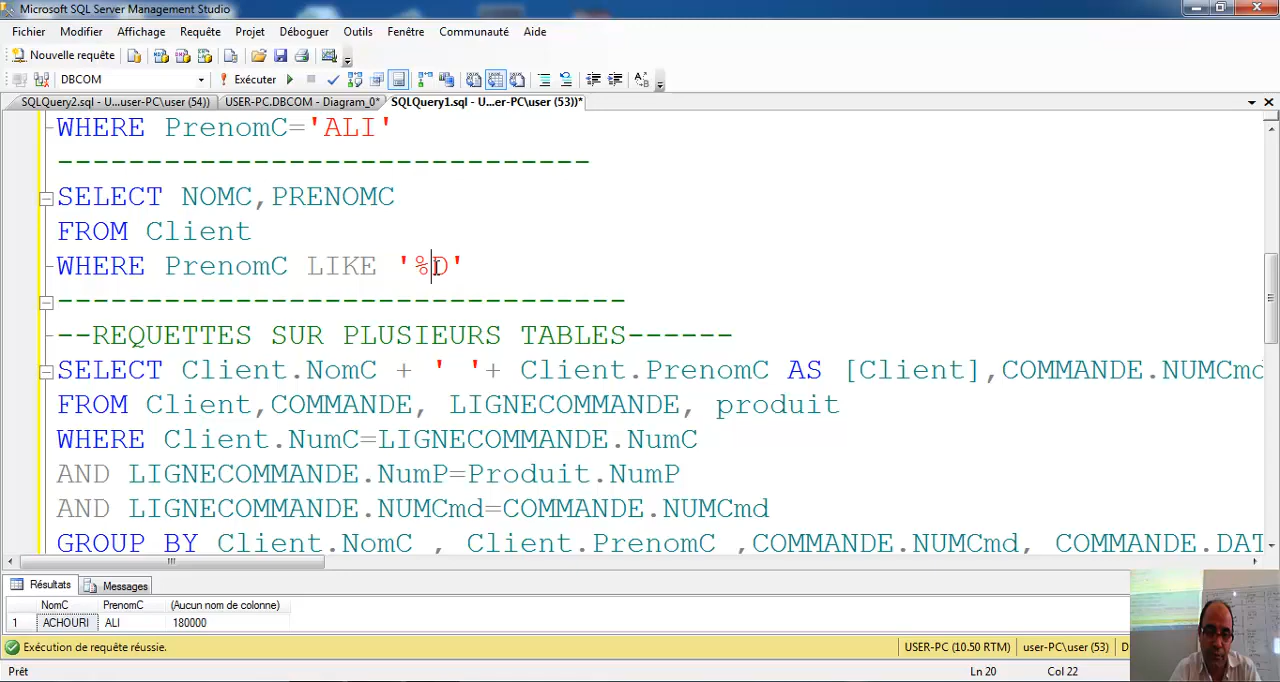 Microsoft SQL Server Management Studio
Fichier Modifier Affichage Requête Projet Déboguer Outils Fenêtre Communauté Aide
Nouvelle requête
DBCOM Exécuter
SQLQuery2.sql - U...user-PC\user (54)) USER-PC.DBCOM - Diagram_0* SQLQuery1.sql - U...er-PC\user (53))*
WHERE PrenomC='ALI'
------------------------------
SELECT NOMC,PRENOMC
FROM Client
WHERE PrenomC LIKE '%D'
--------------------------------
--REQUETTES SUR PLUSIEURS TABLES------
SELECT Client.NomC + ' '+ Client.PrenomC AS [Client],COMMANDE.NUMCmd
FROM Client,COMMANDE, LIGNECOMMANDE, produit
WHERE Client.NumC=LIGNECOMMANDE.NumC
AND LIGNECOMMANDE.NumP=Produit.NumP
AND LIGNECOMMANDE.NUMCmd=COMMANDE.NUMCmd
GROUP BY Client.NomC , Client.PrenomC ,COMMANDE.NUMCmd, COMMANDE.DAT
Résultats Messages
NomC PrenomC (Aucun nom de colonne)
1 ACHOURI ALI 180000
Exécution de requête réussie. USER-PC (10.50 RTM) user-PC\user (53) D
Prêt Ln 20 Col 22